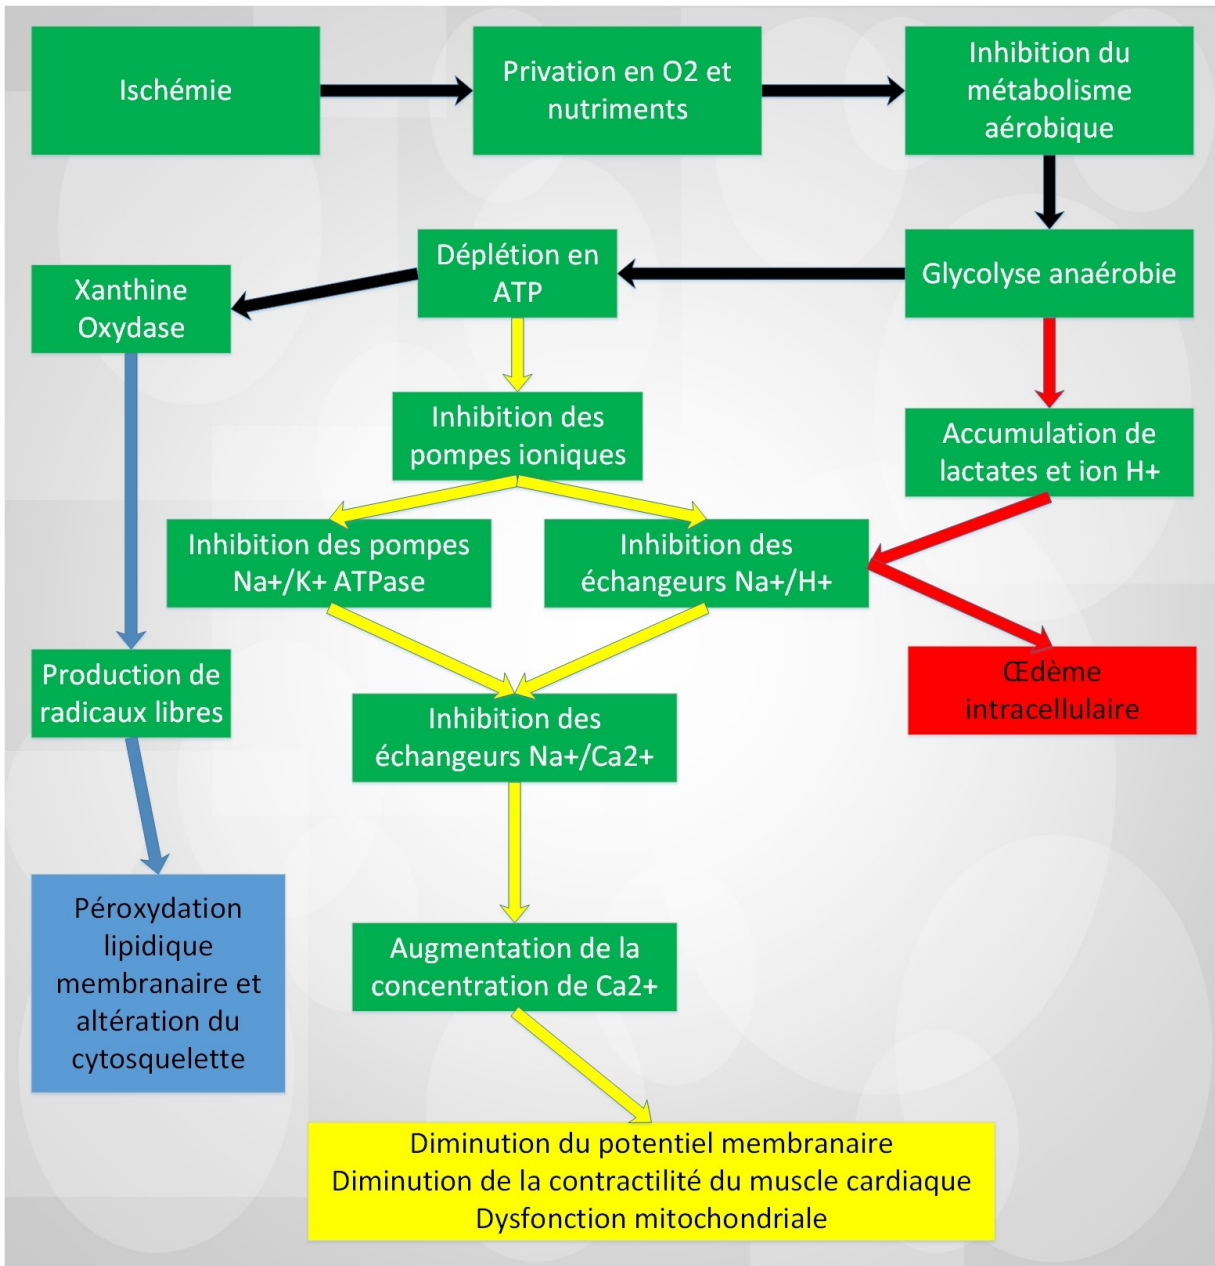 Ischémie
Privation en O2 et
nutriments
Inhibition du
métabolisme
aérobique
Glycolyse anaérobie
Déplétion en
ATP
Xanthine
Oxydase
Inhibition des
pompes ioniques
Accumulation de
lactates et ion H+
Inhibition des pompes
Na+/K+ ATPase
Inhibition des
échangeurs Na+/H+
Production de
radicaux libres
Œdème
intracellulaire
Inhibition des
échangeurs Na+/Ca2+
Péroxydation
lipidique
membranaire et
altération du
cytosquelette
Augmentation de la
concentration de Ca2+
Diminution du potentiel membranaire
Diminution de la contractilité du muscle cardiaque
Dysfonction mitochondriale